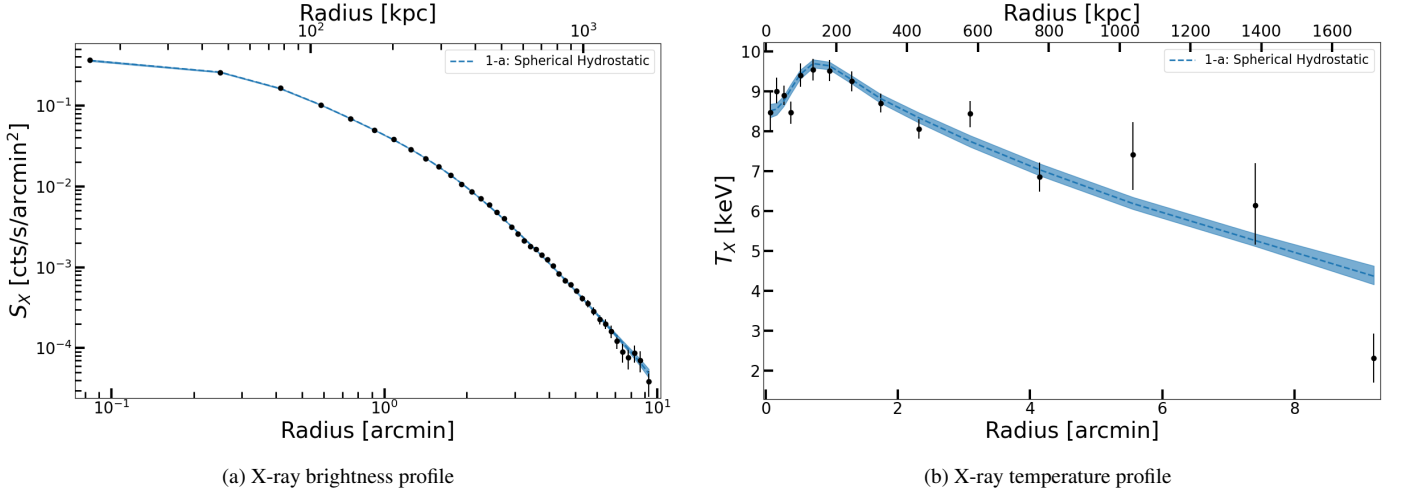 Radius [kpc]
10² 10³
1-a: Spherical Hydrostatic
S_X [cts/s/arcmin²]
10⁻¹
10⁻²
10⁻³
10⁻⁴
10⁻¹ 10⁰ 10¹
Radius [arcmin]
(a) X-ray brightness profile
Radius [kpc]
0 200 400 600 800 1000 1200 1400 1600
1-a: Spherical Hydrostatic
T_X [keV]
10
9
8
7
6
5
4
3
2
0 2 4 6 8
Radius [arcmin]
(b) X-ray temperature profile